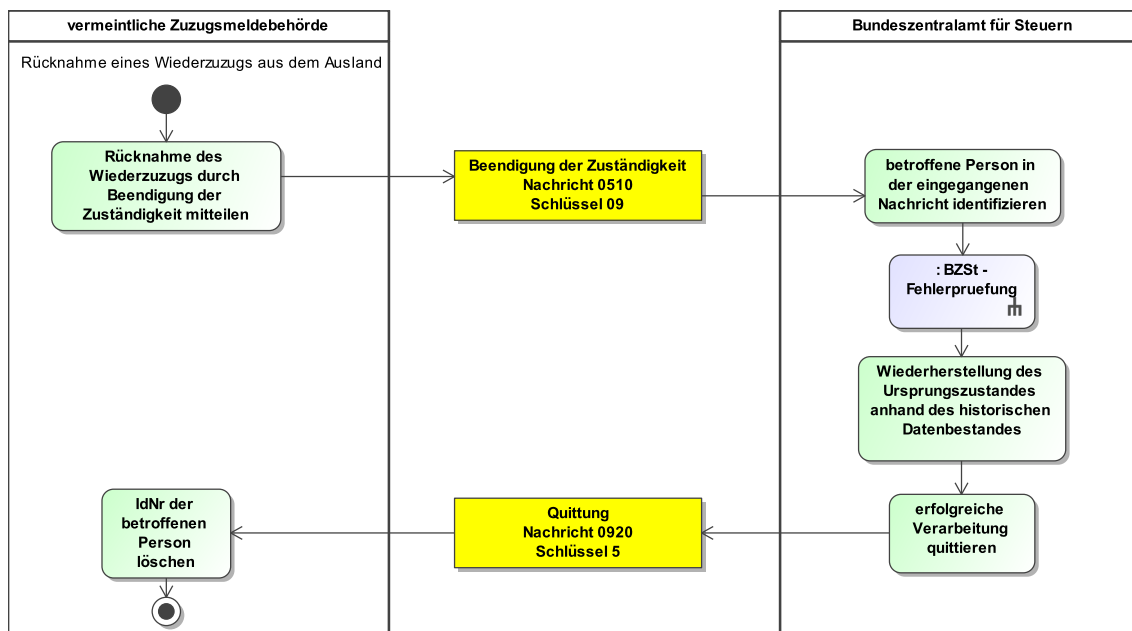 vermeintliche Zuzugsmeldebehörde
Bundeszentralamt für Steuern
Rücknahme eines Wiederzuzugs aus dem Ausland
Rücknahme des
Wiederzuzugs durch
Beendigung der
Zuständigkeit mitteilen
Beendigung der Zuständigkeit
Nachricht 0510
Schlüssel 09
betroffene Person in
der eingegangenen
Nachricht identifizieren
: BZSt -
Fehlerpruefung
Wiederherstellung des
Ursprungszustandes
anhand des historischen
Datenbestandes
erfolgreiche
Verarbeitung
quittieren
Quittung
Nachricht 0920
Schlüssel 5
IdNr der
betroffenen
Person
löschen